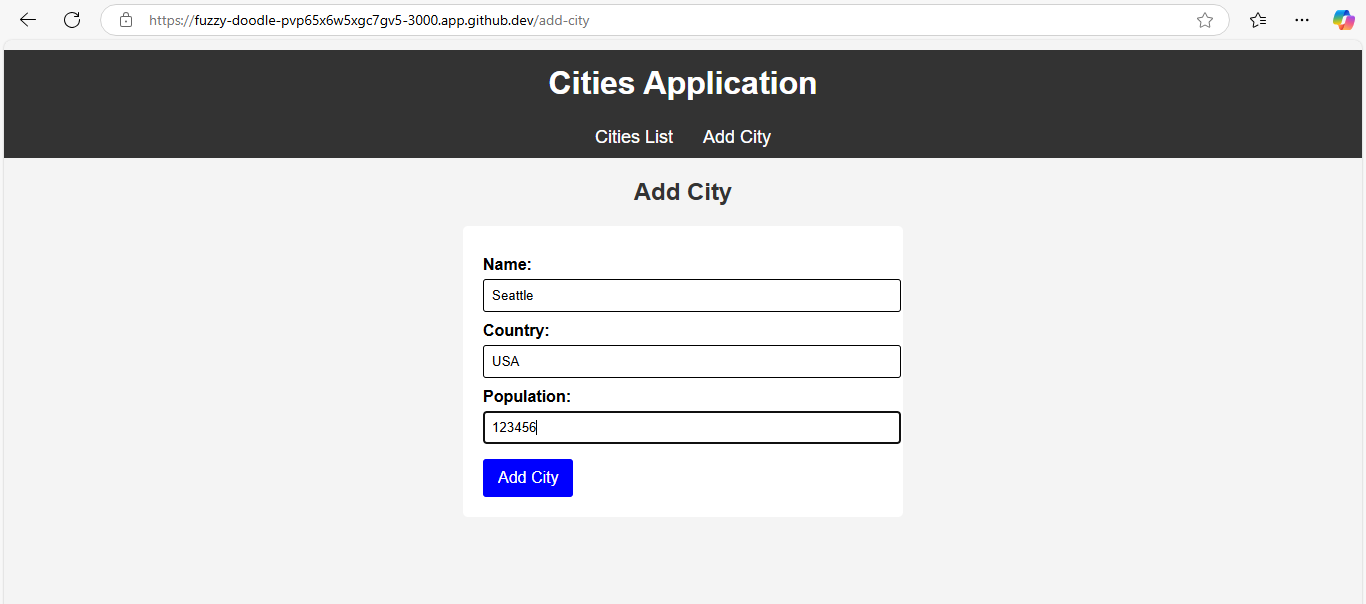 https://fuzzy-doodle-pvp65x6w5xgc7gv5-3000.app.github.dev/add-city
Cities Application
Cities List Add City
Add City
Name:
Seattle
Country:
USA
Population:
123456
Add City